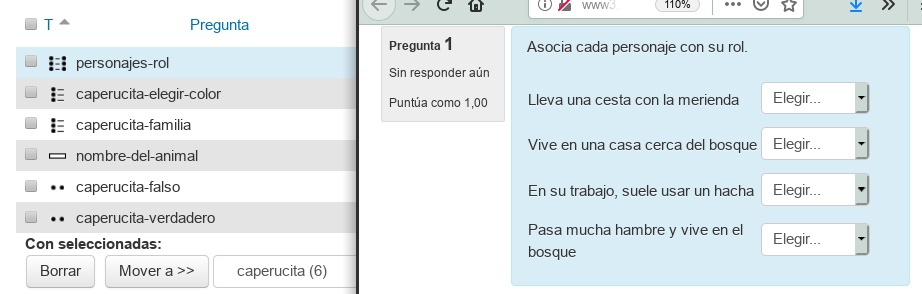 T Pregunta
personajes-rol
caperucita-elegir-color
caperucita-familia
nombre-del-animal
caperucita-falso
caperucita-verdadero
Con seleccionadas:
Borrar Mover a >> caperucita (6)
www3. 110%
Pregunta 1
Sin responder aún
Puntúa como 1,00
Asocia cada personaje con su rol.
Lleva una cesta con la merienda Elegir...
Vive en una casa cerca del bosque Elegir...
En su trabajo, suele usar un hacha Elegir...
Pasa mucha hambre y vive en el Elegir...
bosque